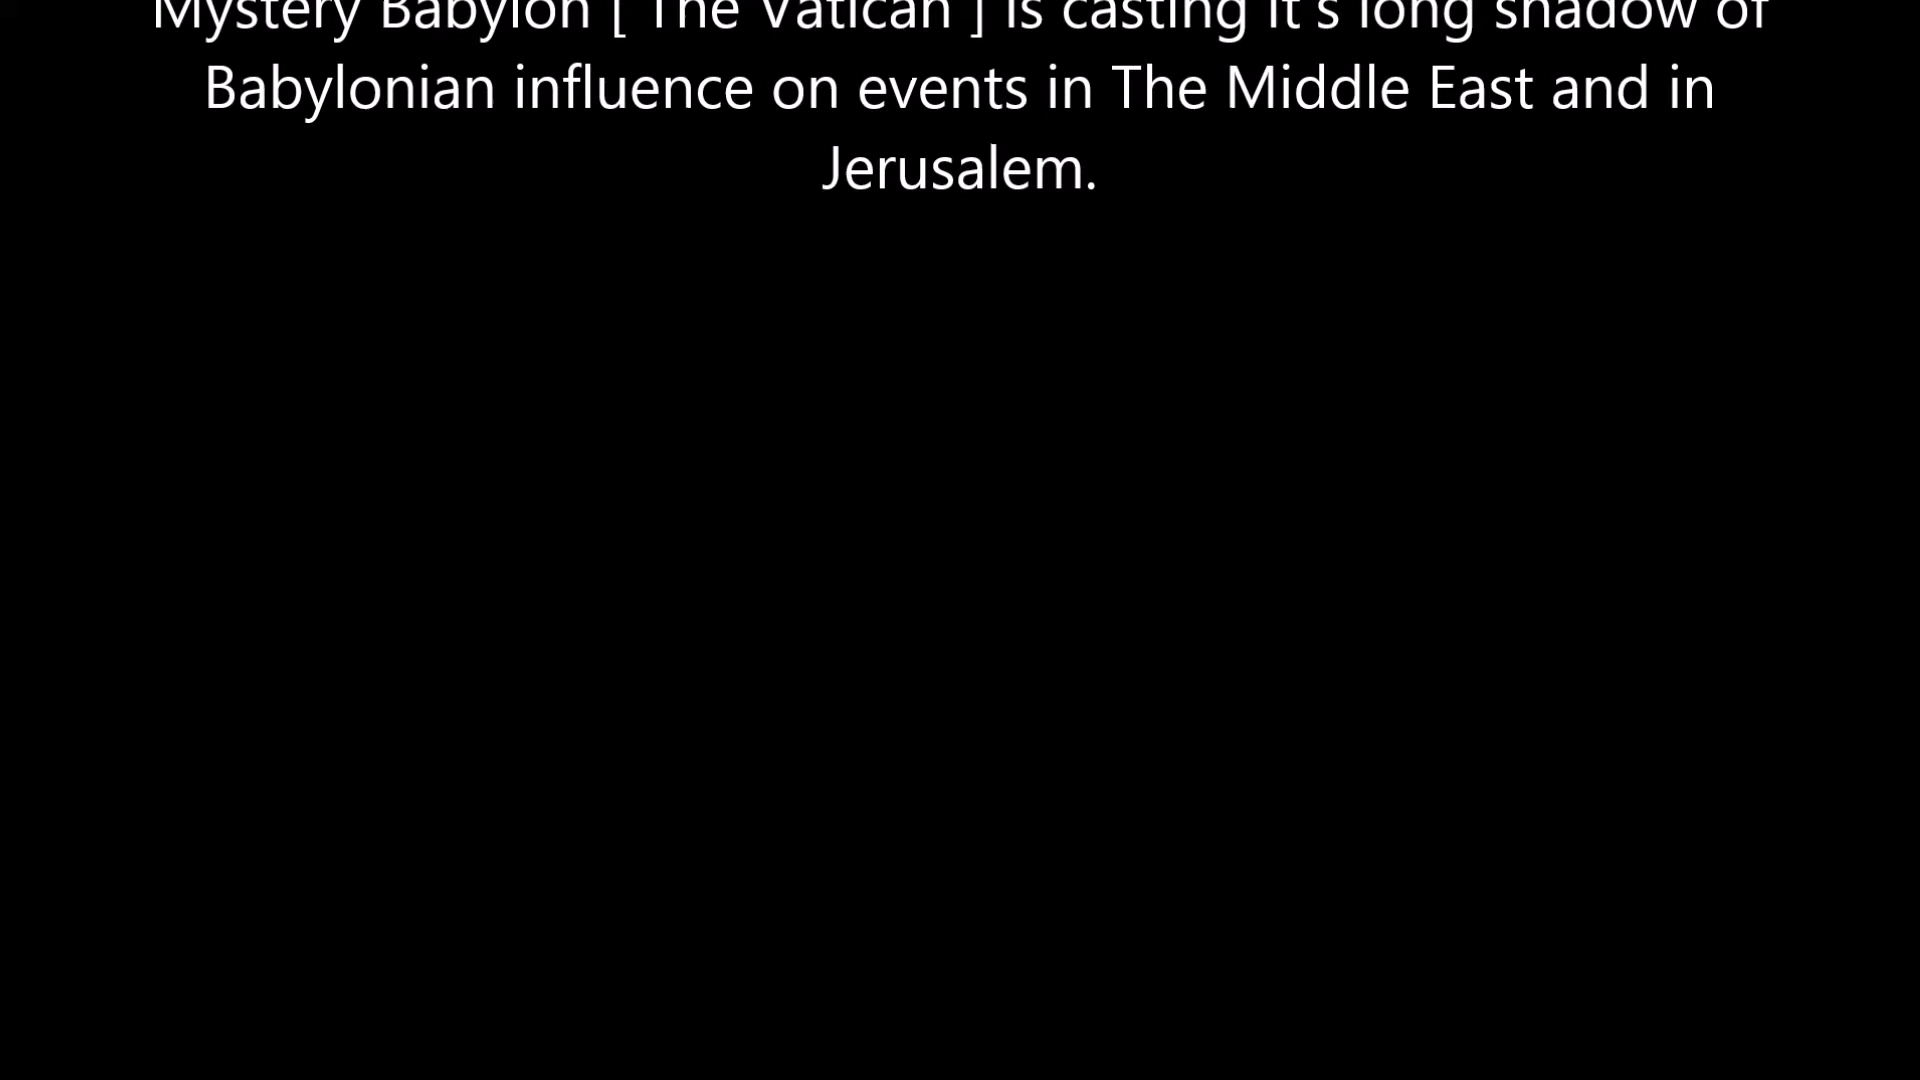 Mystery Babylon [ The Vatican ] is casting it's long shadow of
Babylonian influence on events in The Middle East and in
Jerusalem.